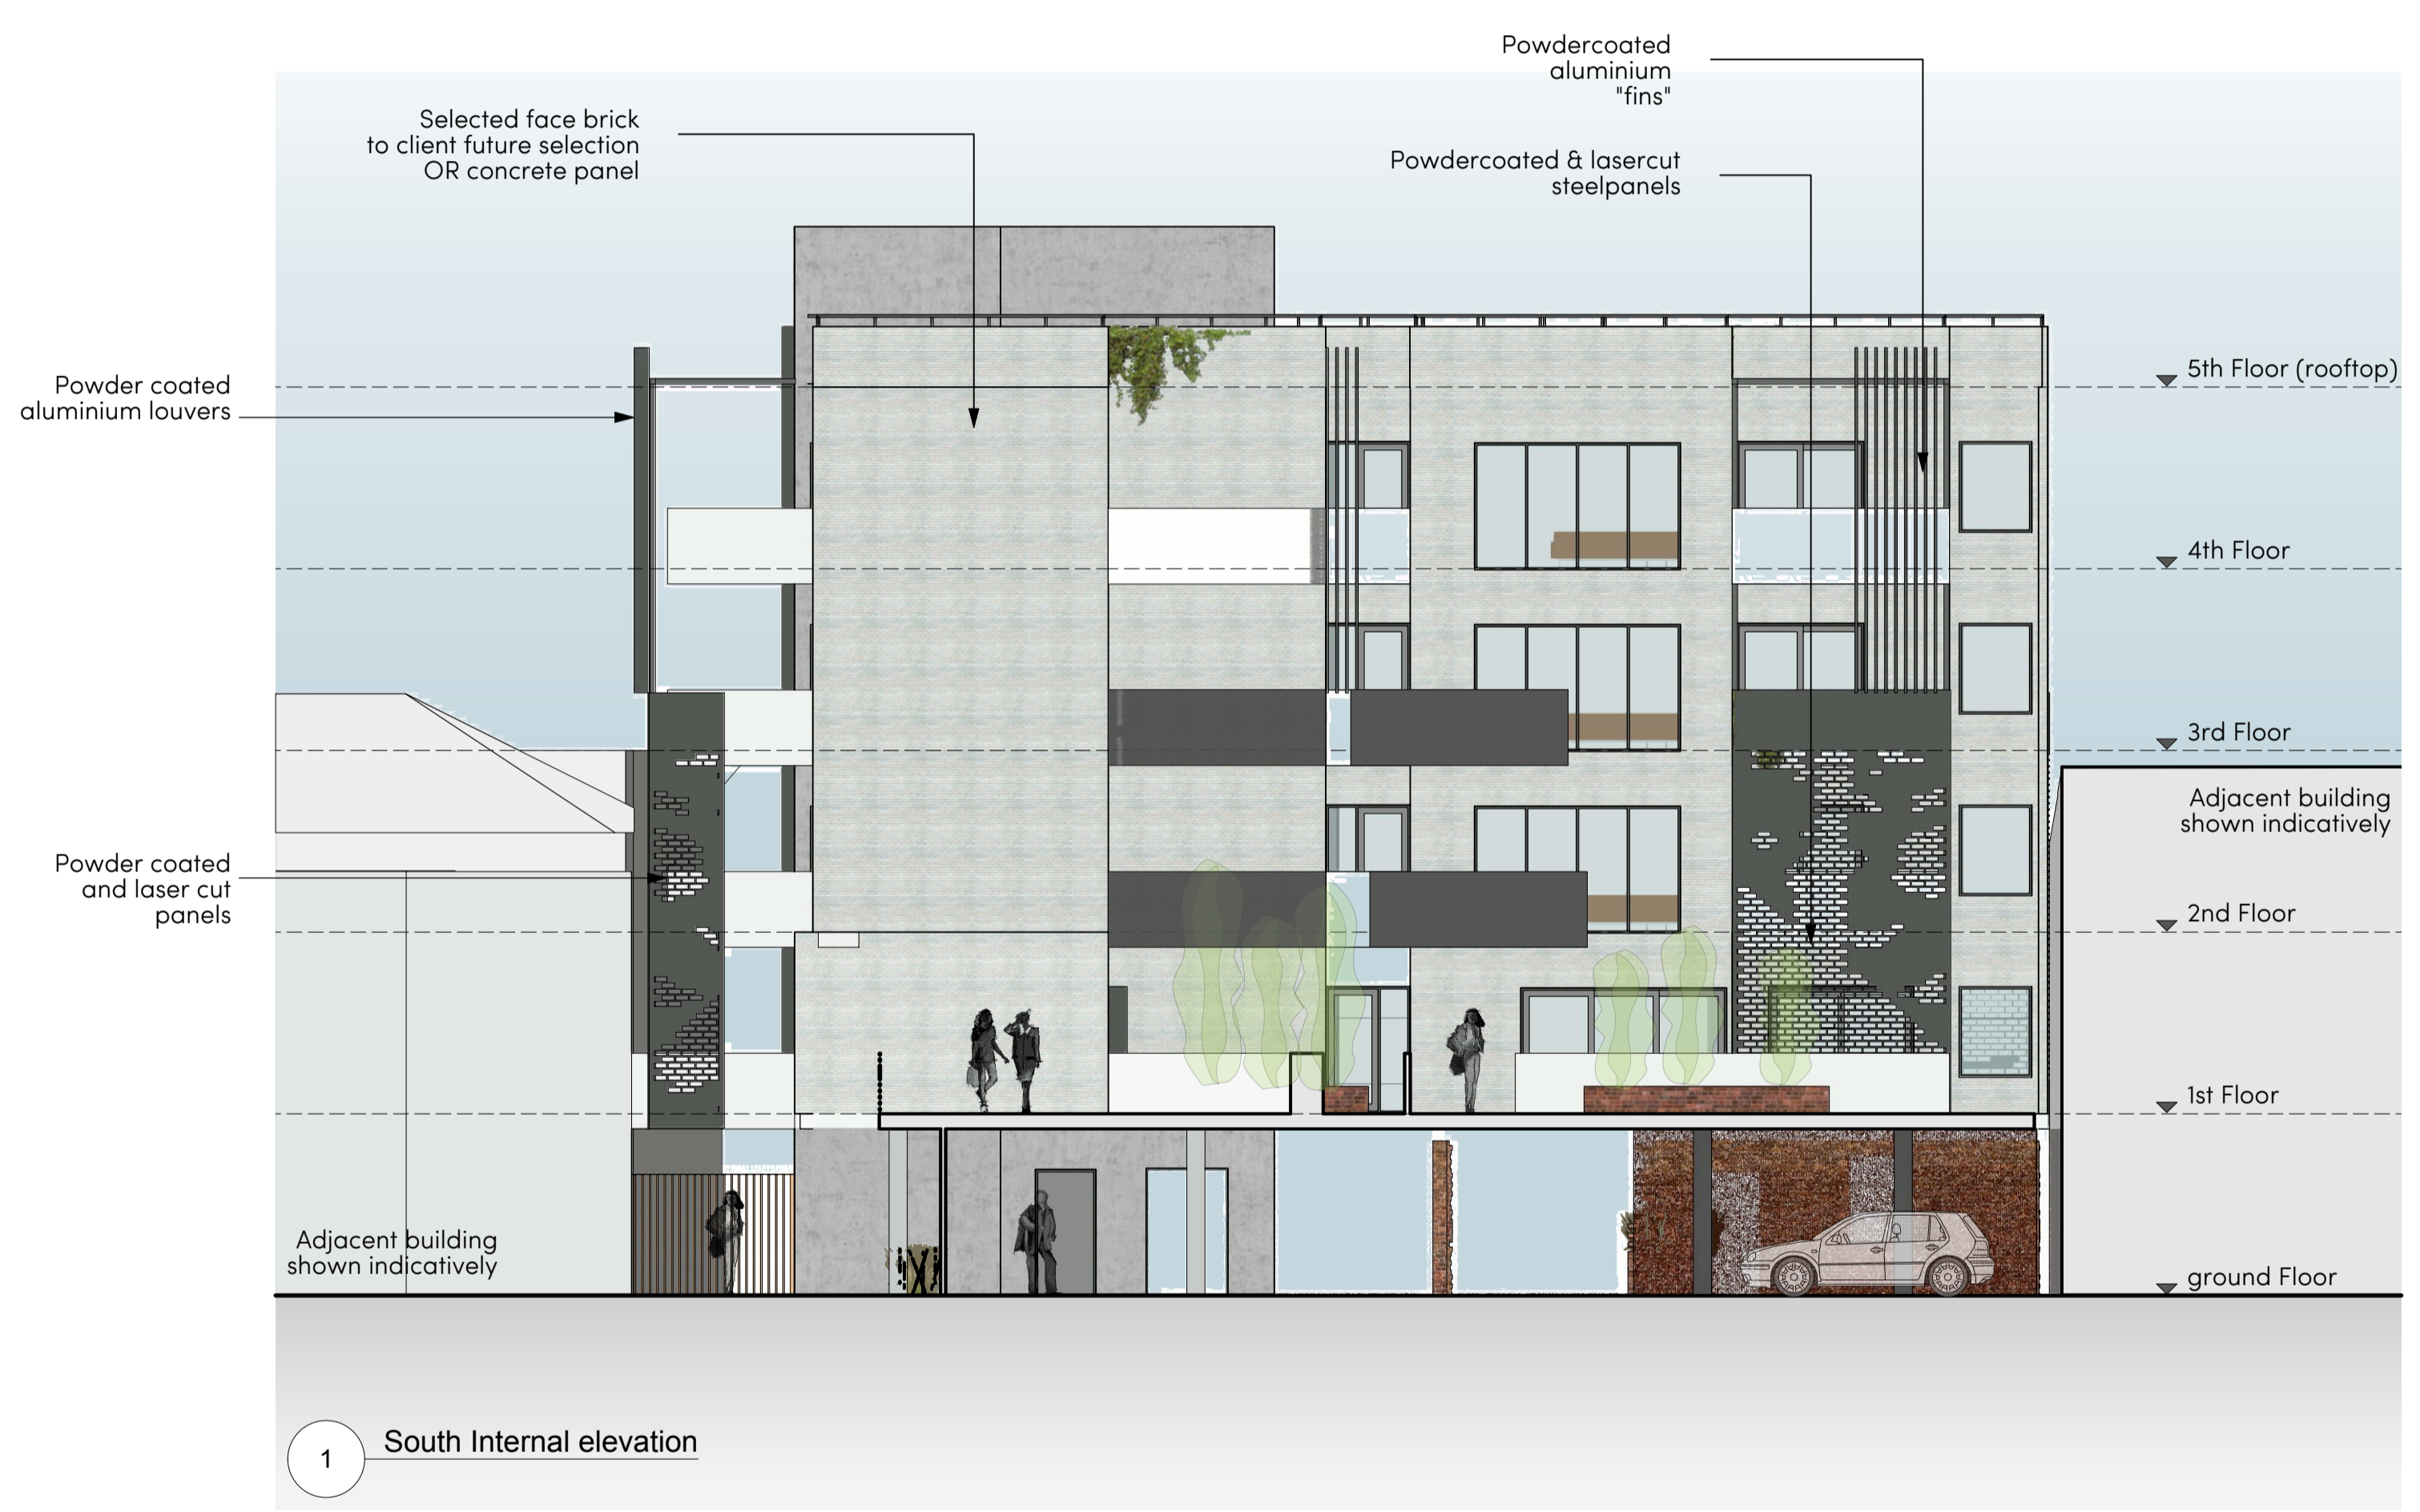 Powdercoated
aluminium
"fins"
Selected face brick
to client future selection
OR concrete panel
Powdercoated & lasercut
steelpanels
Powder coated
aluminium louvers
5th Floor (rooftop)
4th Floor
3rd Floor
Adjacent building
shown indicatively
Powder coated
and laser cut
panels
2nd Floor
1st Floor
Adjacent building
shown indicatively
ground Floor
1
South Internal elevation